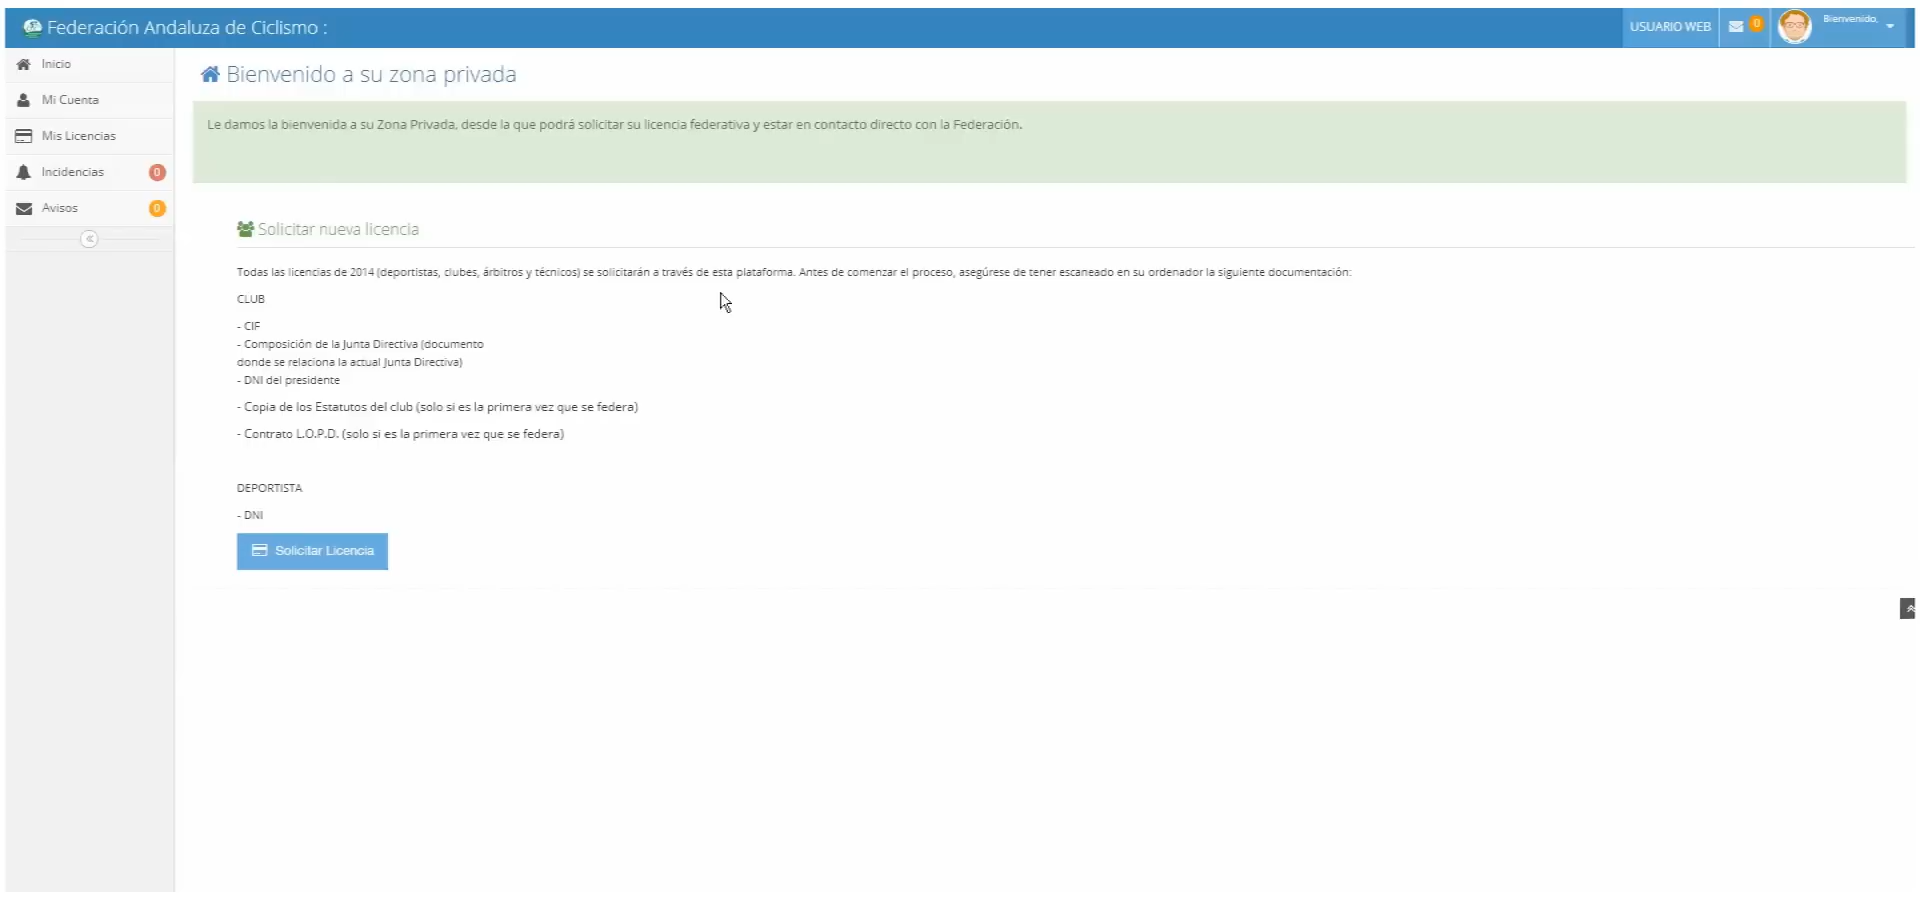 Federación Andaluza de Ciclismo :
USUARIO WEB
0
Bienvenido,
Inicio
Mi Cuenta
Mis Licencias
Incidencias
0
Avisos
0
Bienvenido a su zona privada
Le damos la bienvenida a su Zona Privada, desde la que podrá solicitar su licencia federativa y estar en contacto directo con la Federación.
Solicitar nueva licencia
Todas las licencias de 2014 (deportistas, clubes, árbitros y técnicos) se solicitarán a través de esta plataforma. Antes de comenzar el proceso, asegúrese de tener escaneado en su ordenador la siguiente documentación:
CLUB
- CIF
- Composición de la Junta Directiva (documento
donde se relaciona la actual Junta Directiva)
- DNI del presidente
- Copia de los Estatutos del club (solo si es la primera vez que se federa)
- Contrato L.O.P.D. (solo si es la primera vez que se federa)
DEPORTISTA
- DNI
Solicitar Licencia